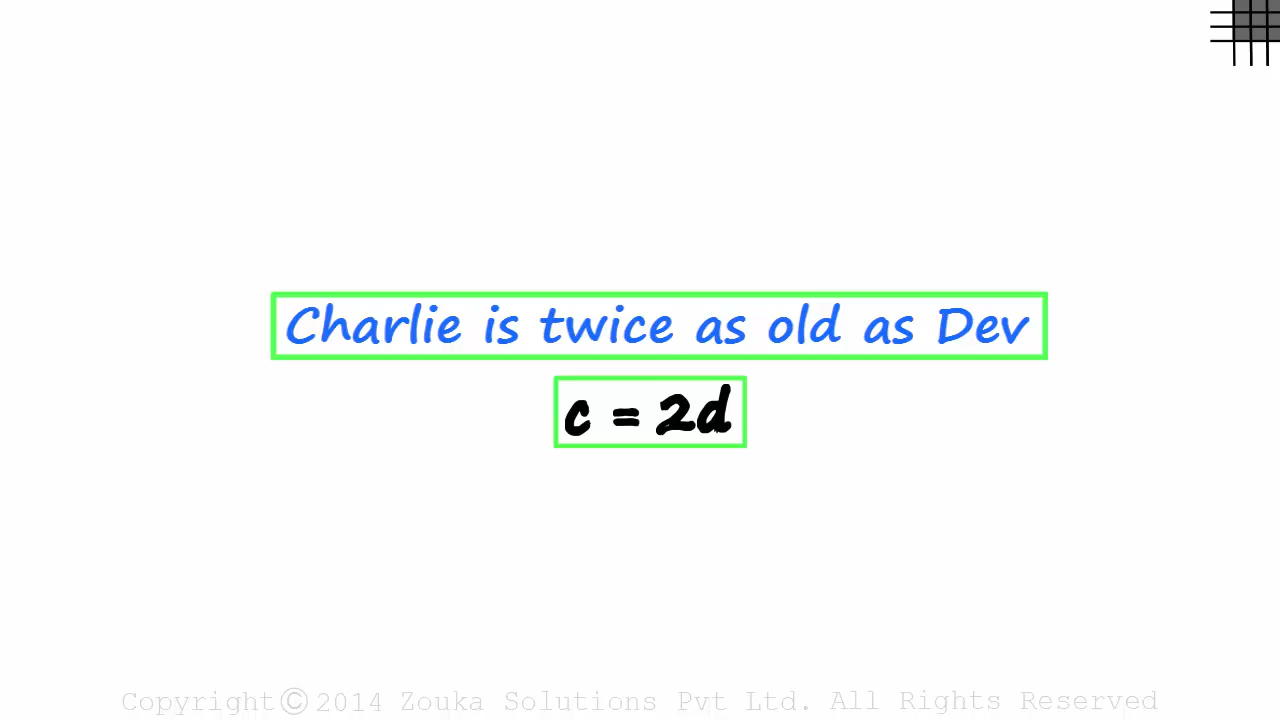 Charlie is twice as old as Dev
c = 2d
Copyright©2014 Zouka Solutions Pvt Ltd. All Rights Reserved